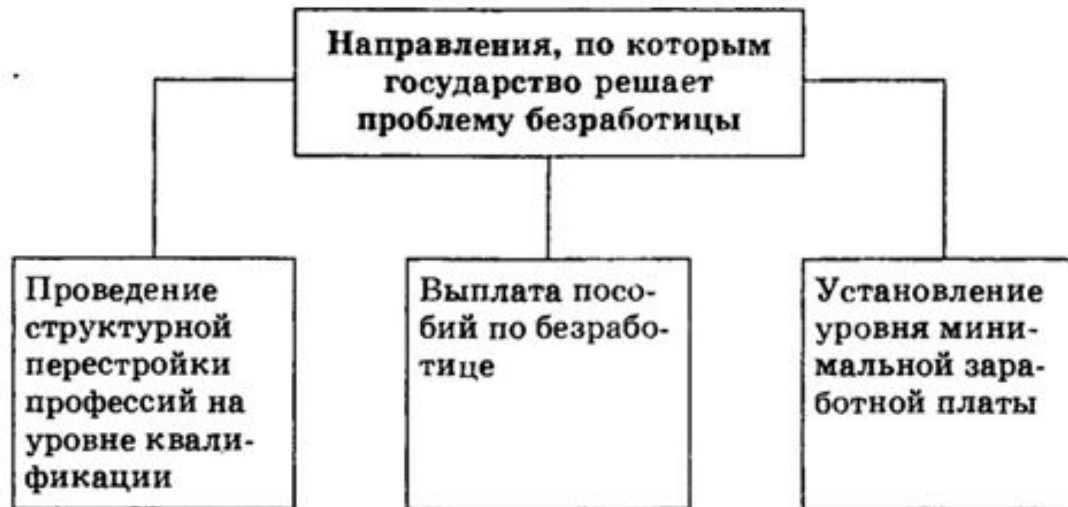 Направления, по которым
государство решает
проблему безработицы
Проведение
структурной
перестройки
профессий на
уровне квали-
фикации
Выплата посо-
бий по безрабо-
тице
Установление
уровня мини-
мальной зара-
ботной платы